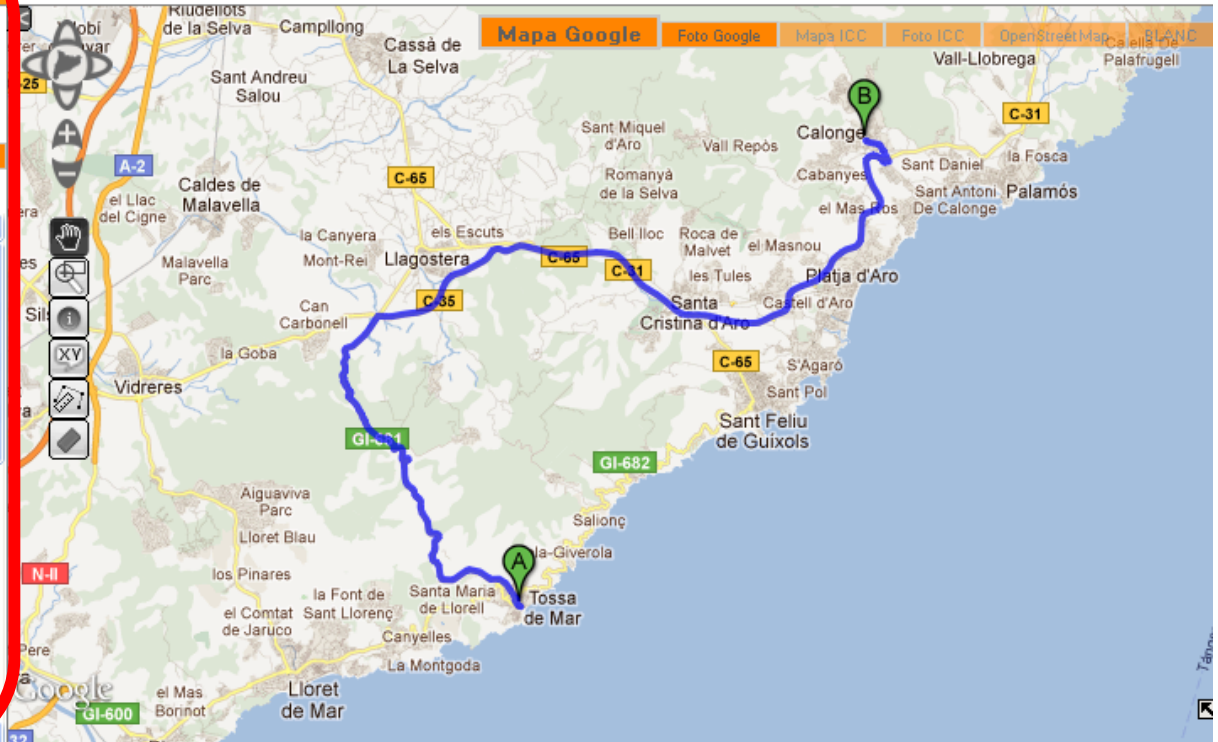 Riudellots
de la Selva
Campllong
Cassà de
La Selva
Mapa Google
Foto Google
Mapa ICC
Foto ICC
OpenStreetMap
BLANC
Calella De
Palafrugell
Vall-Llobrega
Sant Andreu
Salou
25
B
C-31
Calonge
Sant Miquel
d'Aro
Vall Repòs
A-2
C-65
Sant Daniel
la Fosca
Cabanyes
Romanyà
de la Selva
Caldes de
Malavella
el Llac
del Cigne
Sant Antoni
De Calonge
Palamós
el Mas Ros
la Canyera
els Escuts
Bell lloc
Roca de
Malvet
el Masnou
Mont-Rei
Llagostera
C-65
C-31
Malavella
Parc
les Tules
Platja d'Aro
C-35
Santa
Cristina d'Aro
Castell d'Aro
Can
Carbonell
i
XY
la Goba
C-65
S'Agaró
Vidreres
Sant Pol
Sant Feliu
de Guixols
GI-682
Aiguaviva
Parc
Salionç
Lloret Blau
la-Giverola
A
N-II
los Pinares
la Font de
Sant Llorenç
Santa Maria
de Llorell
Tossa
de Mar
el Comtat
de Jaruco
Canyelles
La Montgoda
Google
el Mas
Borinot
Lloret
de Mar
GI-600
32